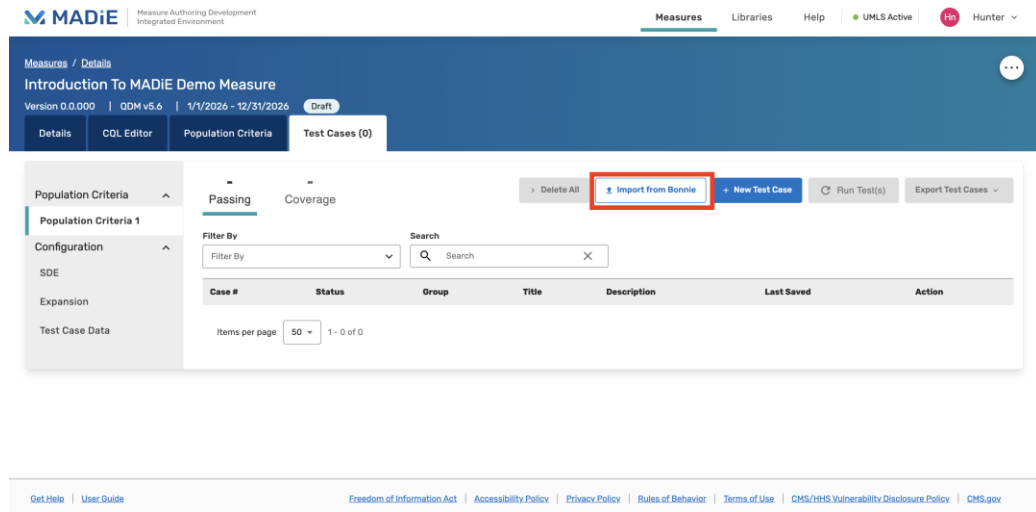 MADiE
Measure Authoring Development
Integrated Environment
Measures Libraries Help UMLS Active Hn Hunter
Measures / Details
Introduction To MADiE Demo Measure
Version 0.0.000 | QDM v5.6 | 1/1/2026 - 12/31/2026 Draft
Details CQL Editor Population Criteria Test Cases (0)
Population Criteria
Population Criteria 1
Configuration
SDE
Expansion
Test Case Data
- -
Passing Coverage
> Delete All Import from Bonnie + New Test Case Run Test(s) Export Test Cases
Filter By Search
Filter By Search
Case # Status Group Title Description Last Saved Action
Items per page 50 1 - 0 of 0
Get Help | User Guide Freedom of Information Act | Accessibility Policy | Privacy Policy | Rules of Behavior | Terms of Use | CMS/HHS Vulnerability Disclosure Policy | CMS.gov